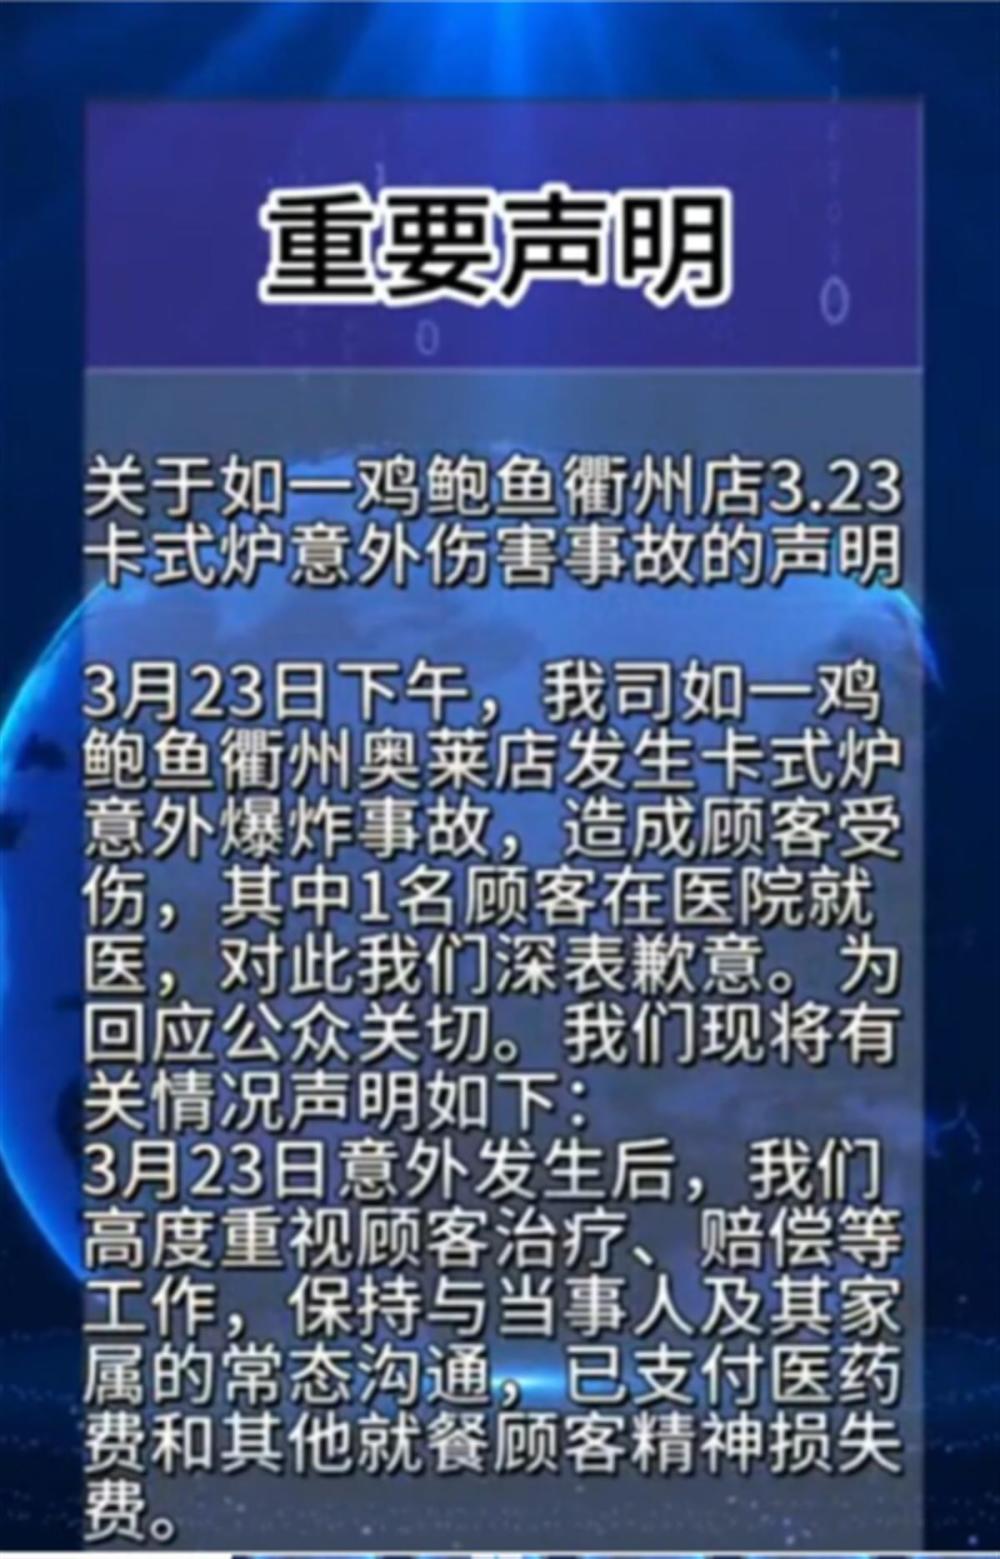 重要声明
关于如一鸡鲍鱼衢州店3.23
卡式炉意外伤害事故的声明
3月23日下午，我司如一鸡
鲍鱼衢州奥莱店发生卡式炉
意外爆炸事故，造成顾客受
伤，其中1名顾客在医院就
医，对此我们深表歉意。为
回应公众关切。我们现将有
关情况声明如下：
3月23日意外发生后，我们
高度重视顾客治疗、赔偿等
工作，保持与当事人及其家
属的常态沟通，已支付医药
费和其他就餐顾客精神损失
费。